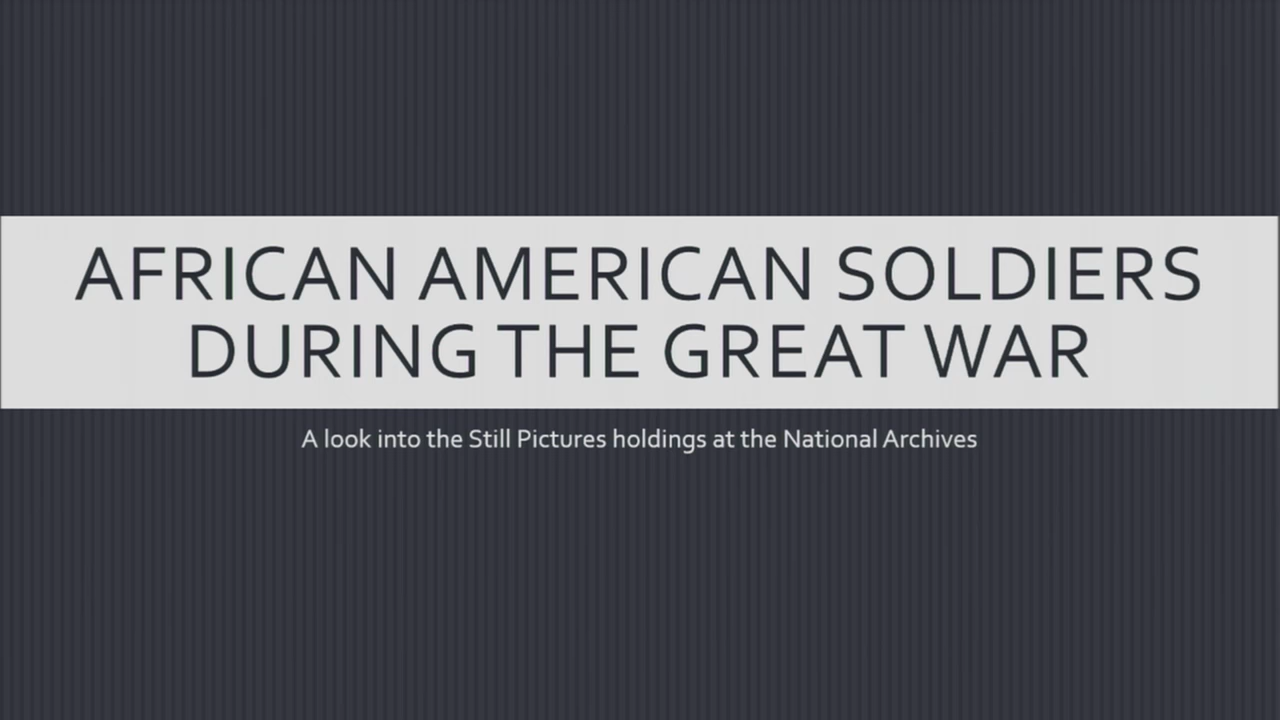 AFRICAN AMERICAN SOLDIERS
DURING THE GREAT WAR
A look into the Still Pictures holdings at the National Archives